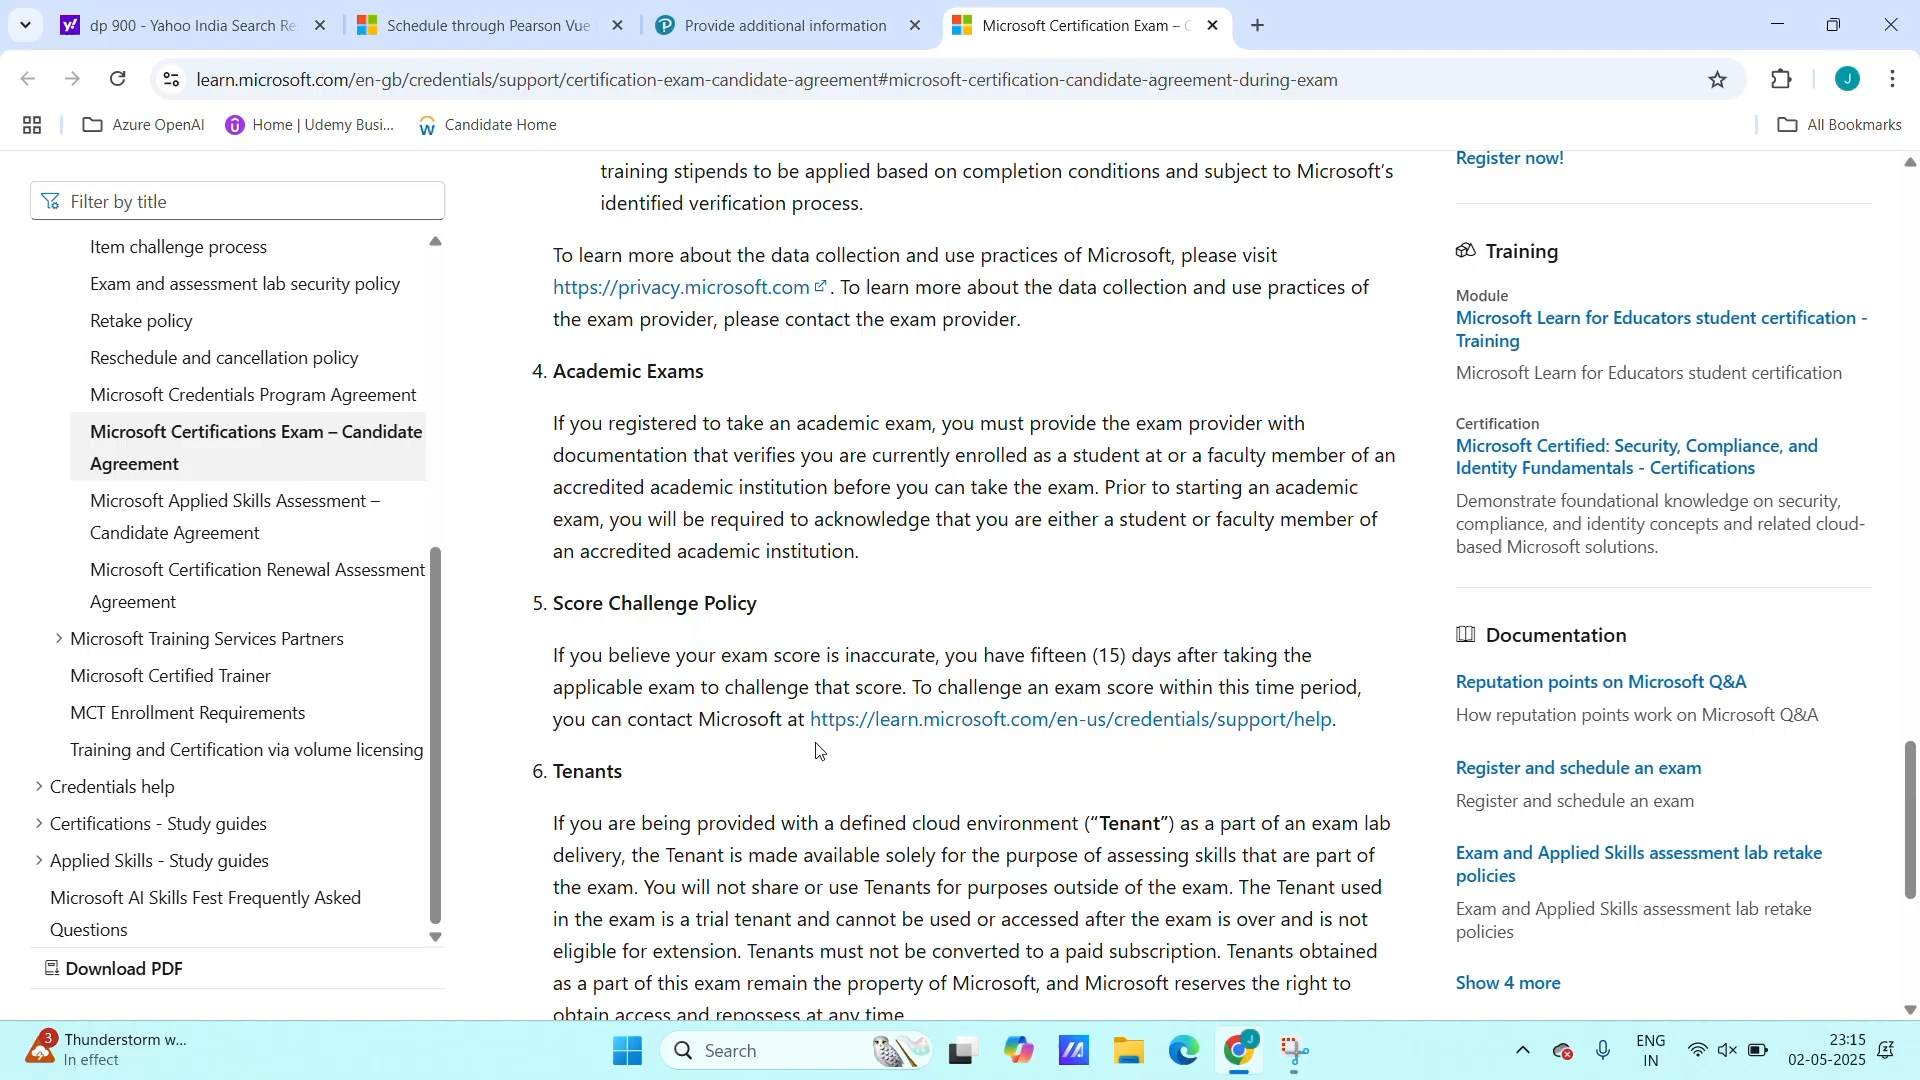 dp 900 - Yahoo India Search Re
Schedule through Pearson Vue
Provide additional information
Microsoft Certification Exam – C
learn.microsoft.com/en-gb/credentials/support/certification-exam-candidate-agreement#microsoft-certification-candidate-agreement-during-exam
J
Azure OpenAI
Home | Udemy Busi...
Candidate Home
All Bookmarks
Filter by title
Item challenge process
Exam and assessment lab security policy
Retake policy
Reschedule and cancellation policy
Microsoft Credentials Program Agreement
Microsoft Certifications Exam – Candidate
Agreement
Microsoft Applied Skills Assessment –
Candidate Agreement
Microsoft Certification Renewal Assessment
Agreement
Microsoft Training Services Partners
Microsoft Certified Trainer
MCT Enrollment Requirements
Training and Certification via volume licensing
Credentials help
Certifications - Study guides
Applied Skills - Study guides
Microsoft AI Skills Fest Frequently Asked
Questions
Download PDF
training stipends to be applied based on completion conditions and subject to Microsoft's
identified verification process.
To learn more about the data collection and use practices of Microsoft, please visit
https://privacy.microsoft.com . To learn more about the data collection and use practices of
the exam provider, please contact the exam provider.
4. Academic Exams
If you registered to take an academic exam, you must provide the exam provider with
documentation that verifies you are currently enrolled as a student at or a faculty member of an
accredited academic institution before you can take the exam. Prior to starting an academic
exam, you will be required to acknowledge that you are either a student or faculty member of
an accredited academic institution.
5. Score Challenge Policy
If you believe your exam score is inaccurate, you have fifteen (15) days after taking the
applicable exam to challenge that score. To challenge an exam score within this time period,
you can contact Microsoft at https://learn.microsoft.com/en-us/credentials/support/help.
6. Tenants
If you are being provided with a defined cloud environment (“Tenant”) as a part of an exam lab
delivery, the Tenant is made available solely for the purpose of assessing skills that are part of
the exam. You will not share or use Tenants for purposes outside of the exam. The Tenant used
in the exam is a trial tenant and cannot be used or accessed after the exam is over and is not
eligible for extension. Tenants must not be converted to a paid subscription. Tenants obtained
as a part of this exam remain the property of Microsoft, and Microsoft reserves the right to
obtain access and repossess at any time.
Register now!
Training
Module
Microsoft Learn for Educators student certification -
Training
Microsoft Learn for Educators student certification
Certification
Microsoft Certified: Security, Compliance, and
Identity Fundamentals - Certifications
Demonstrate foundational knowledge on security,
compliance, and identity concepts and related cloud-
based Microsoft solutions.
Documentation
Reputation points on Microsoft Q&A
How reputation points work on Microsoft Q&A
Register and schedule an exam
Register and schedule an exam
Exam and Applied Skills assessment lab retake
policies
Exam and Applied Skills assessment lab retake
policies
Show 4 more
3
Thunderstorm w...
In effect
Search
J
ENG
IN
23:15
02-05-2025